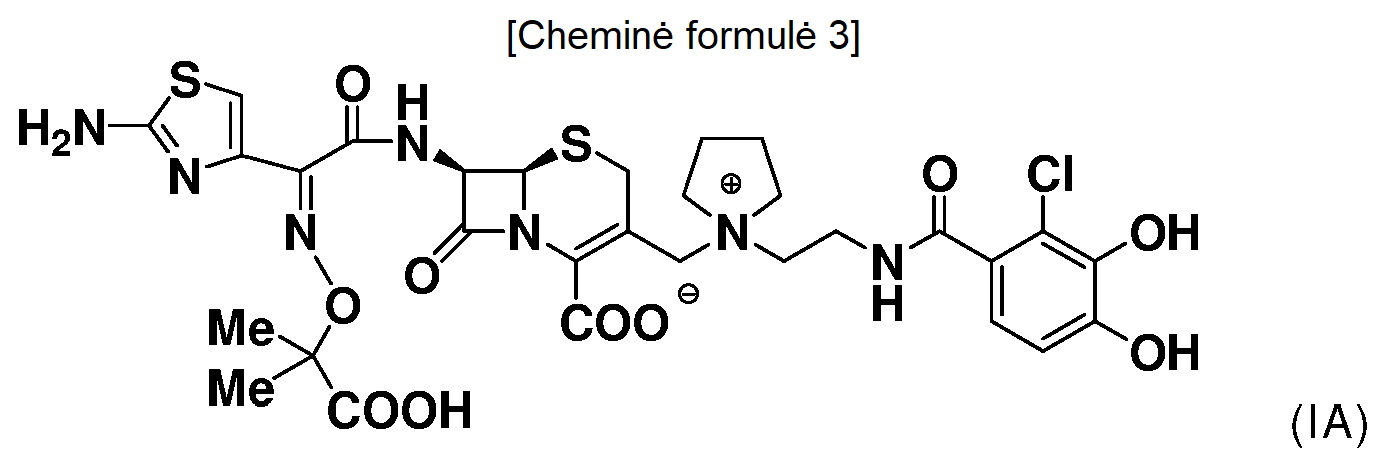 [Cheminė formulė 3]
S
O
H
H₂N
N
S
Cl
N
⊕
O
OH
N
N
N
O
N
H
⊖
COO
O
OH
Me
Me
COOH
(IA)